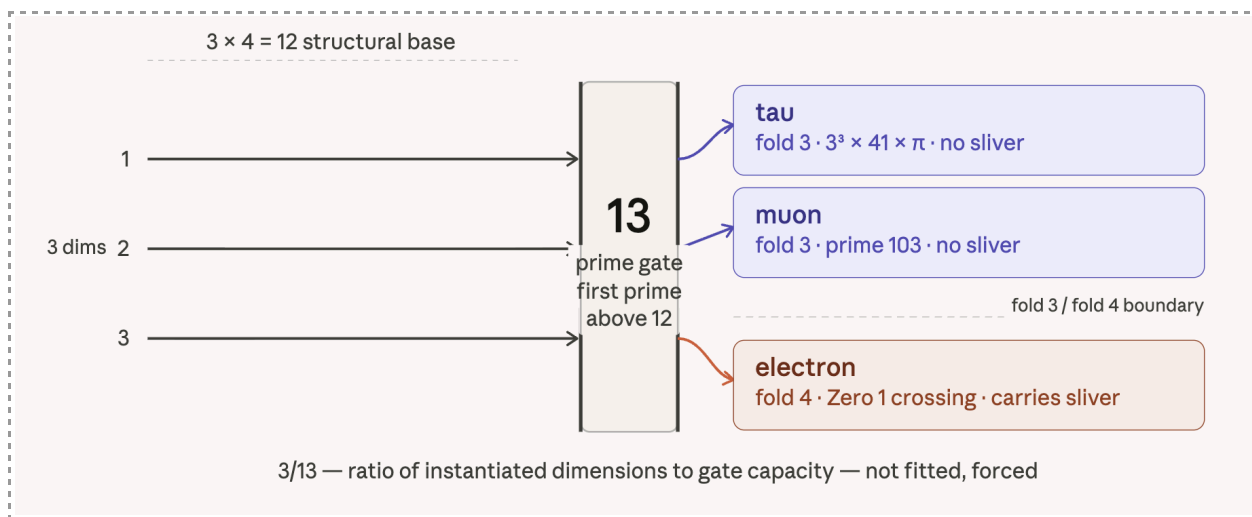 3 × 4 = 12 structural base
1
3 dims 2
3
13
prime gate
first prime
above 12
tau
fold 3 · 3³ × 41 × π · no sliver
muon
fold 3 · prime 103 · no sliver
fold 3 / fold 4 boundary
electron
fold 4 · Zero 1 crossing · carries sliver
3/13 — ratio of instantiated dimensions to gate capacity — not fitted, forced